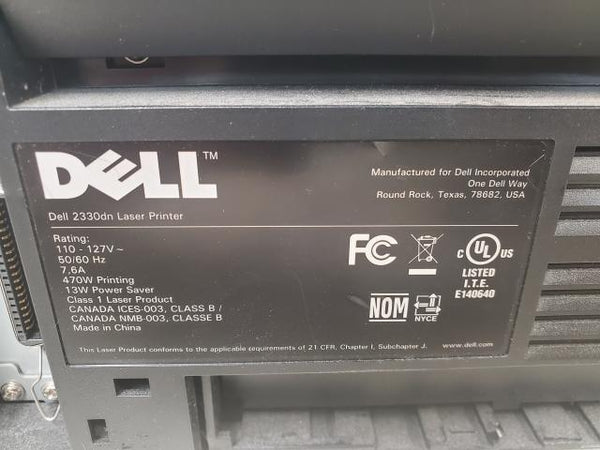 DELL™
Dell 2330dn Laser Printer
Manufactured for Dell Incorporated
One Dell Way
Round Rock, Texas, 78682, USA
Rating:
110 - 127V~
50/60 Hz
7,6A
470W Printing
13W Power Saver
Class 1 Laser Product
CANADA ICES-003, CLASS B /
CANADA NMB-003, CLASSE B
Made in China
FC
C UL US
LISTED
I.T.E.
E140640
NOM
NYCE
This Laser Product conforms to the applicable requirements of 21 CFR, Chapter I, Subchapter J.
www.dell.com